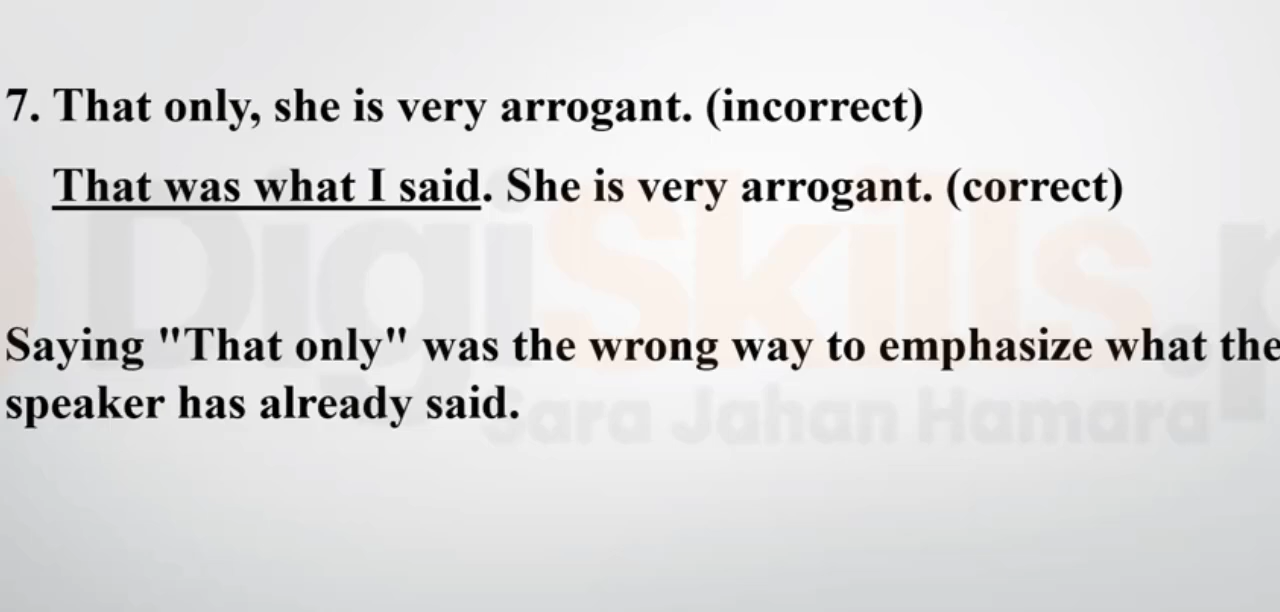 7. That only, she is very arrogant. (incorrect)
That was what I said. She is very arrogant. (correct)
DigiSkills.p
Saying "That only" was the wrong way to emphasize what the
speaker has already said.
Sara Jahan Hamara